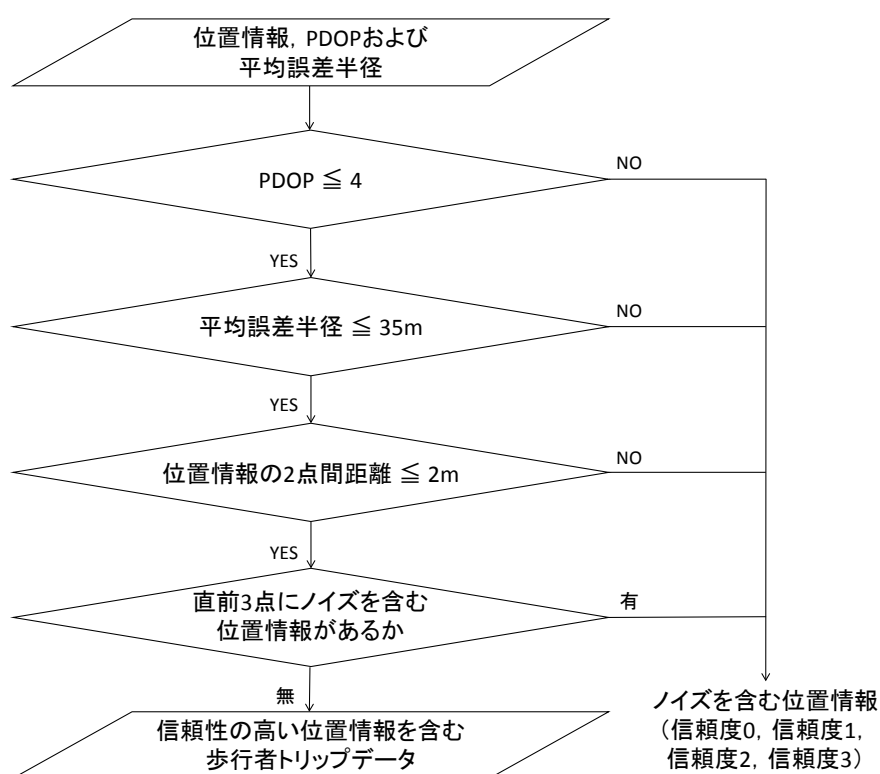 位置情報, PDOPおよび
平均誤差半径
PDOP ≦ 4
NO
YES
平均誤差半径 ≦ 35m
NO
YES
位置情報の2点間距離 ≦ 2m
NO
YES
直前3点にノイズを含む
位置情報があるか
有
無
信頼性の高い位置情報を含む
歩行者トリップデータ
ノイズを含む位置情報
（信頼度0, 信頼度1,
信頼度2, 信頼度3）